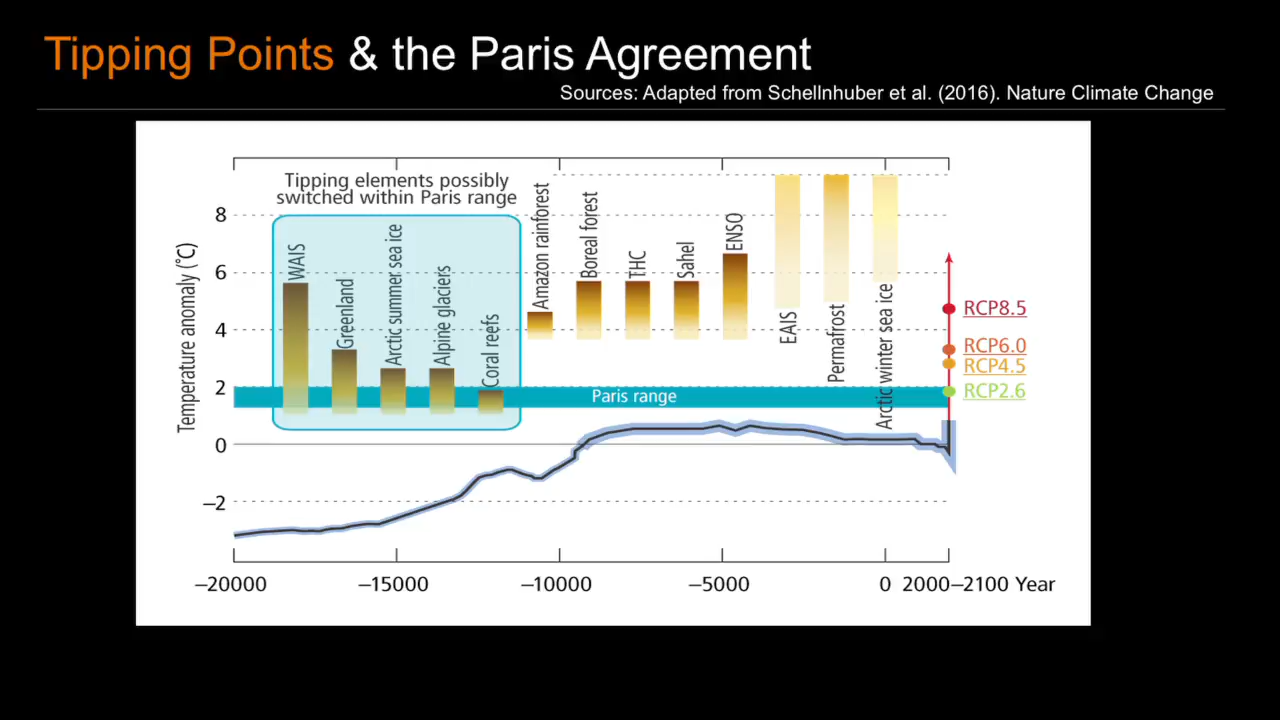 Tipping Points & the Paris Agreement
Sources: Adapted from Schellnhuber et al. (2016). Nature Climate Change
Tipping elements possibly
switched within Paris range
Temperature anomaly (°C)
8
6
4
2
0
−2
WAIS
Greenland
Arctic summer sea ice
Alpine glaciers
Coral reefs
Amazon rainforest
Boreal forest
THC
Sahel
ENSO
EAIS
Permafrost
Arctic winter sea ice
Paris range
RCP8.5
RCP6.0
RCP4.5
RCP2.6
−20000 −15000 −10000 −5000 0 2000−2100 Year